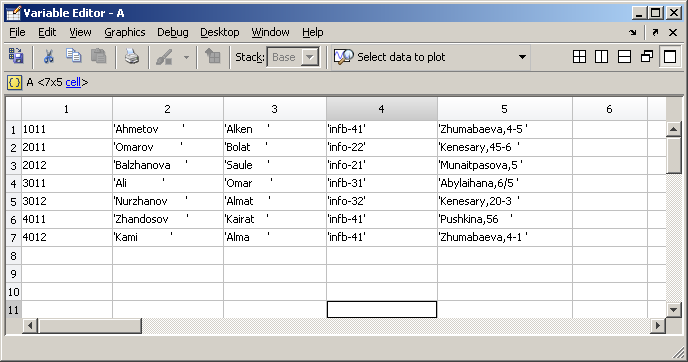 Variable Editor - A
File Edit View Graphics Debug Desktop Window Help
Stack: Base Select data to plot
{} A <7x5 cell>
1 2 3 4 5 6
1 1011 'Ahmetov ' 'Alken ' 'infb-41' 'Zhumabaeva,4-5 '
2 2011 'Omarov ' 'Bolat ' 'info-22' 'Kenesary,45-6 '
3 2012 'Balzhanova ' 'Saule ' 'info-21' 'Munaitpasova,5 '
4 3011 'Ali ' 'Omar ' 'infb-31' 'Abylaihana,6/5 '
5 3012 'Nurzhanov ' 'Almat ' 'info-32' 'Kenesary,20-3 '
6 4011 'Zhandosov ' 'Kairat ' 'infb-41' 'Pushkina,56 '
7 4012 'Kami ' 'Alma ' 'infb-41' 'Zhumabaeva,4-1 '
8
9
10
11